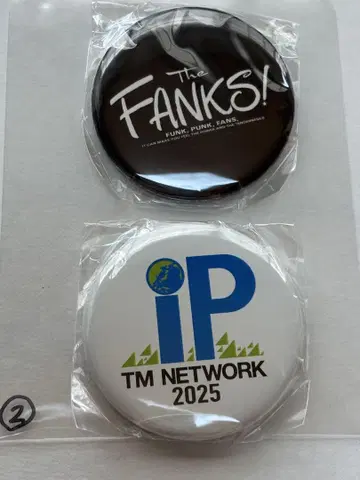 The
FANKS!
FUNK, PUNK, FANS.
iP
TM NETWORK
2025
②